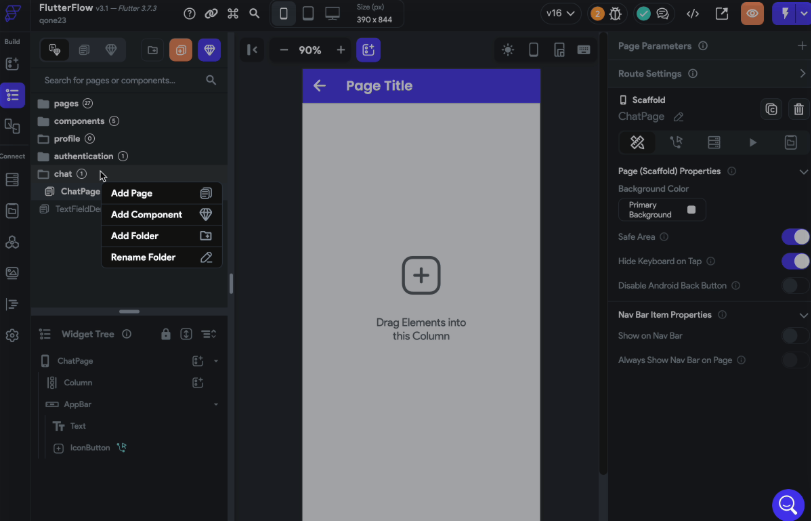 FlutterFlow v3.1 — Flutter 3.7.3
qone23
Size (px)
390 x 844
v16
2
Build
Connect
Search for pages or components...
pages 27
components 5
profile 0
authentication 1
chat 1
ChatPage
Add Page
Add Component
Add Folder
Rename Folder
Widget Tree
ChatPage
Column
AppBar
Text
IconButton
90%
Page Title
Drag Elements into
this Column
Page Parameters
Route Settings
Scaffold
ChatPage
Page (Scaffold) Properties
Background Color
Primary
Background
Safe Area
Hide Keyboard on Tap
Disable Android Back Button
Nav Bar Item Properties
Show on Nav Bar
Always Show Nav Bar on Page